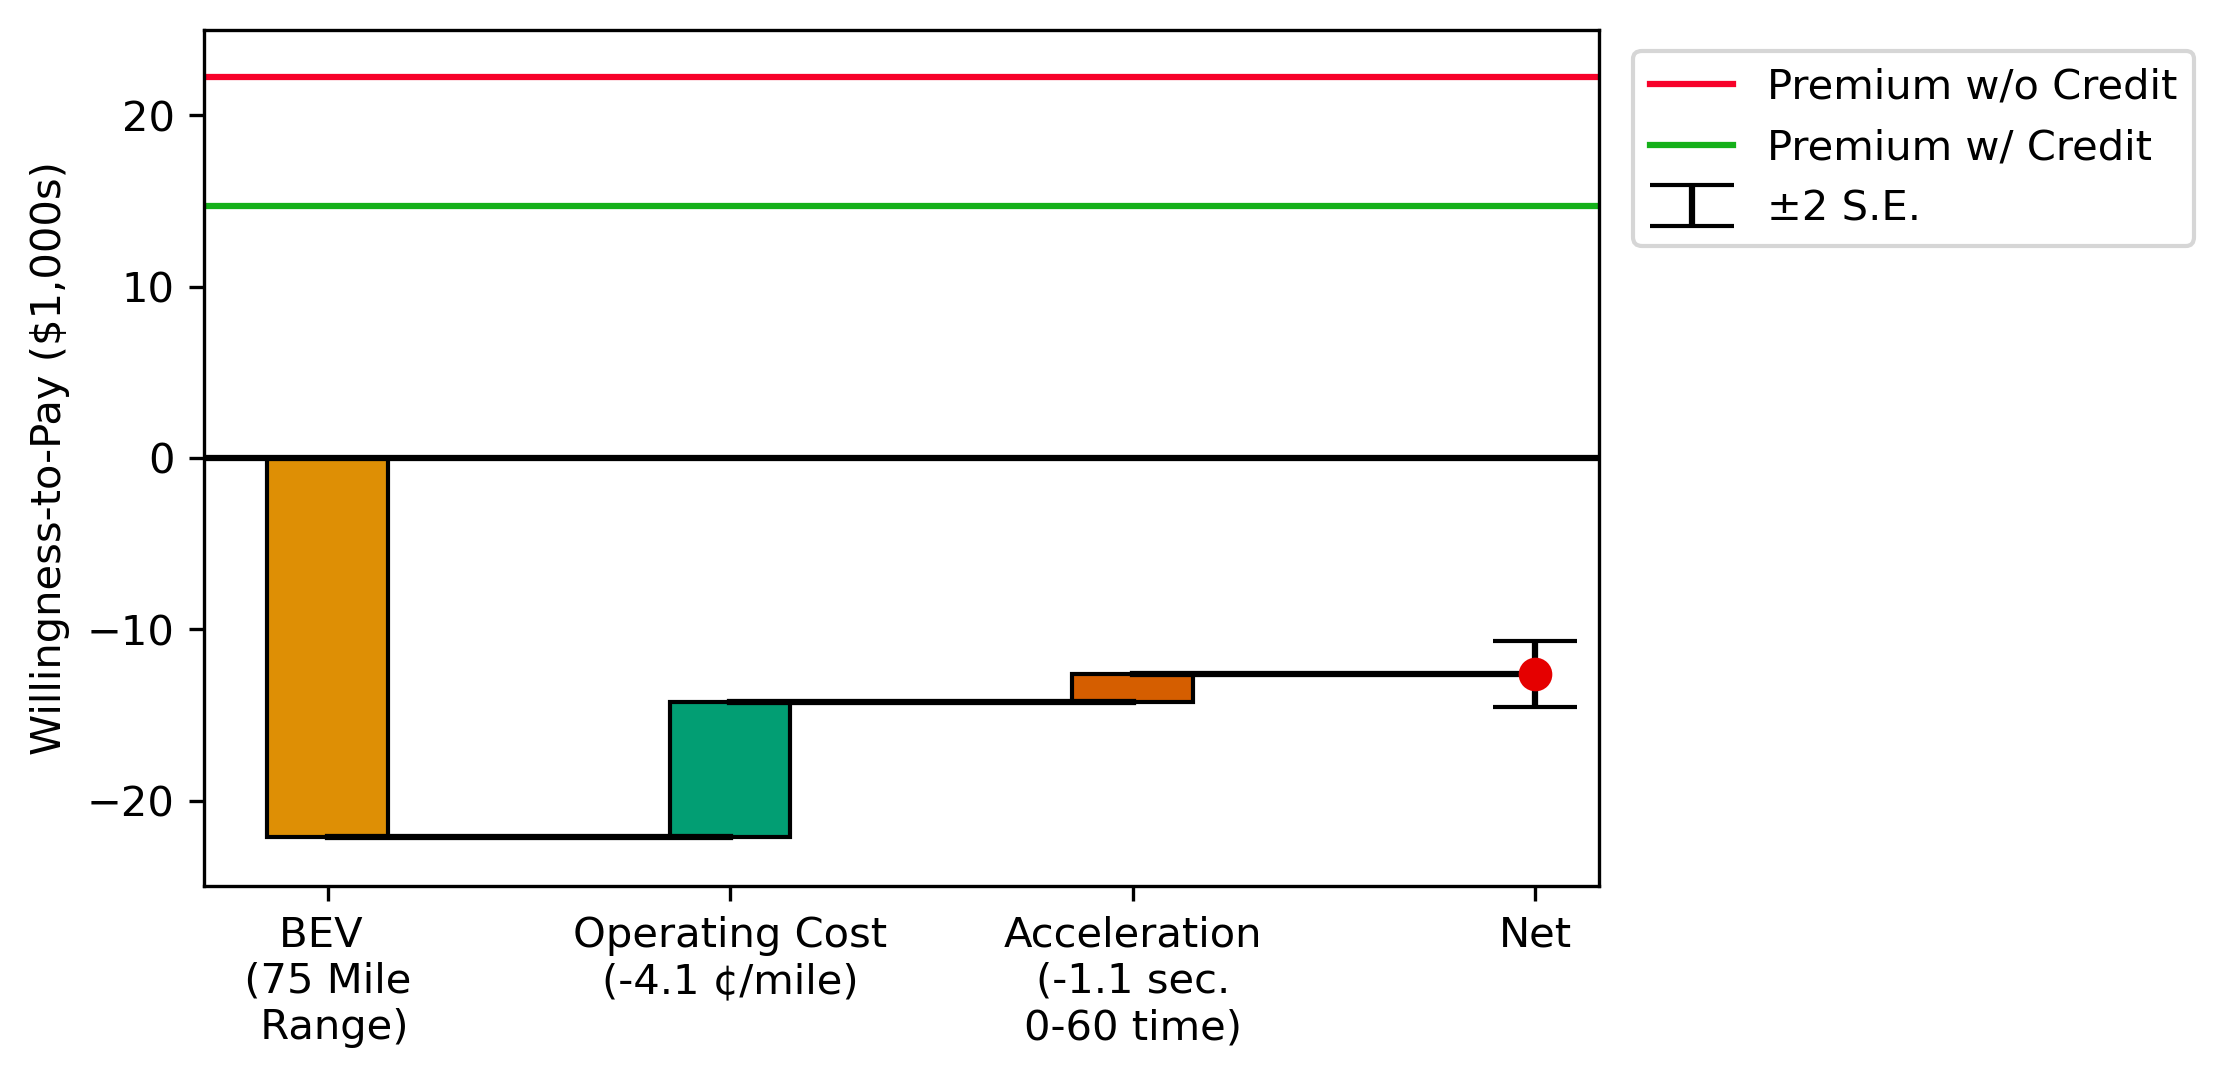 Willingness-to-Pay ($1,000s)
20
10
0
−10
−20
BEV
(75 Mile
Range)
Operating Cost
(-4.1 ¢/mile)
Acceleration
(-1.1 sec.
0-60 time)
Net
Premium w/o Credit
Premium w/ Credit
±2 S.E.